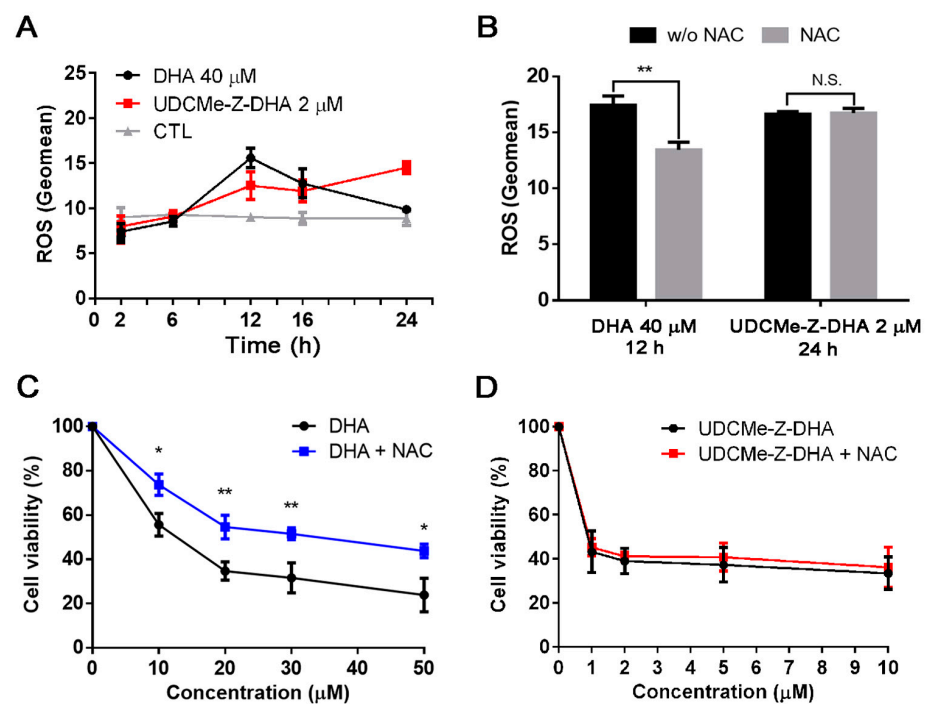 A
DHA 40 μM
UDCMe-Z-DHA 2 μM
CTL
ROS (Geomean)
25
20
15
10
5
0
0 2 6 12 16 24
Time (h)
B
w/o NAC NAC
ROS (Geomean)
20
15
10
5
0
**
N.S.
DHA 40 μM
12 h
UDCMe-Z-DHA 2 μM
24 h
C
DHA
DHA + NAC
Cell viability (%)
100
80
60
40
20
0
*
**
**
*
0 10 20 30 40 50
Concentration (μM)
D
UDCMe-Z-DHA
UDCMe-Z-DHA + NAC
Cell viability (%)
100
80
60
40
20
0
0 1 2 3 4 5 6 7 8 9 10
Concentration (μM)